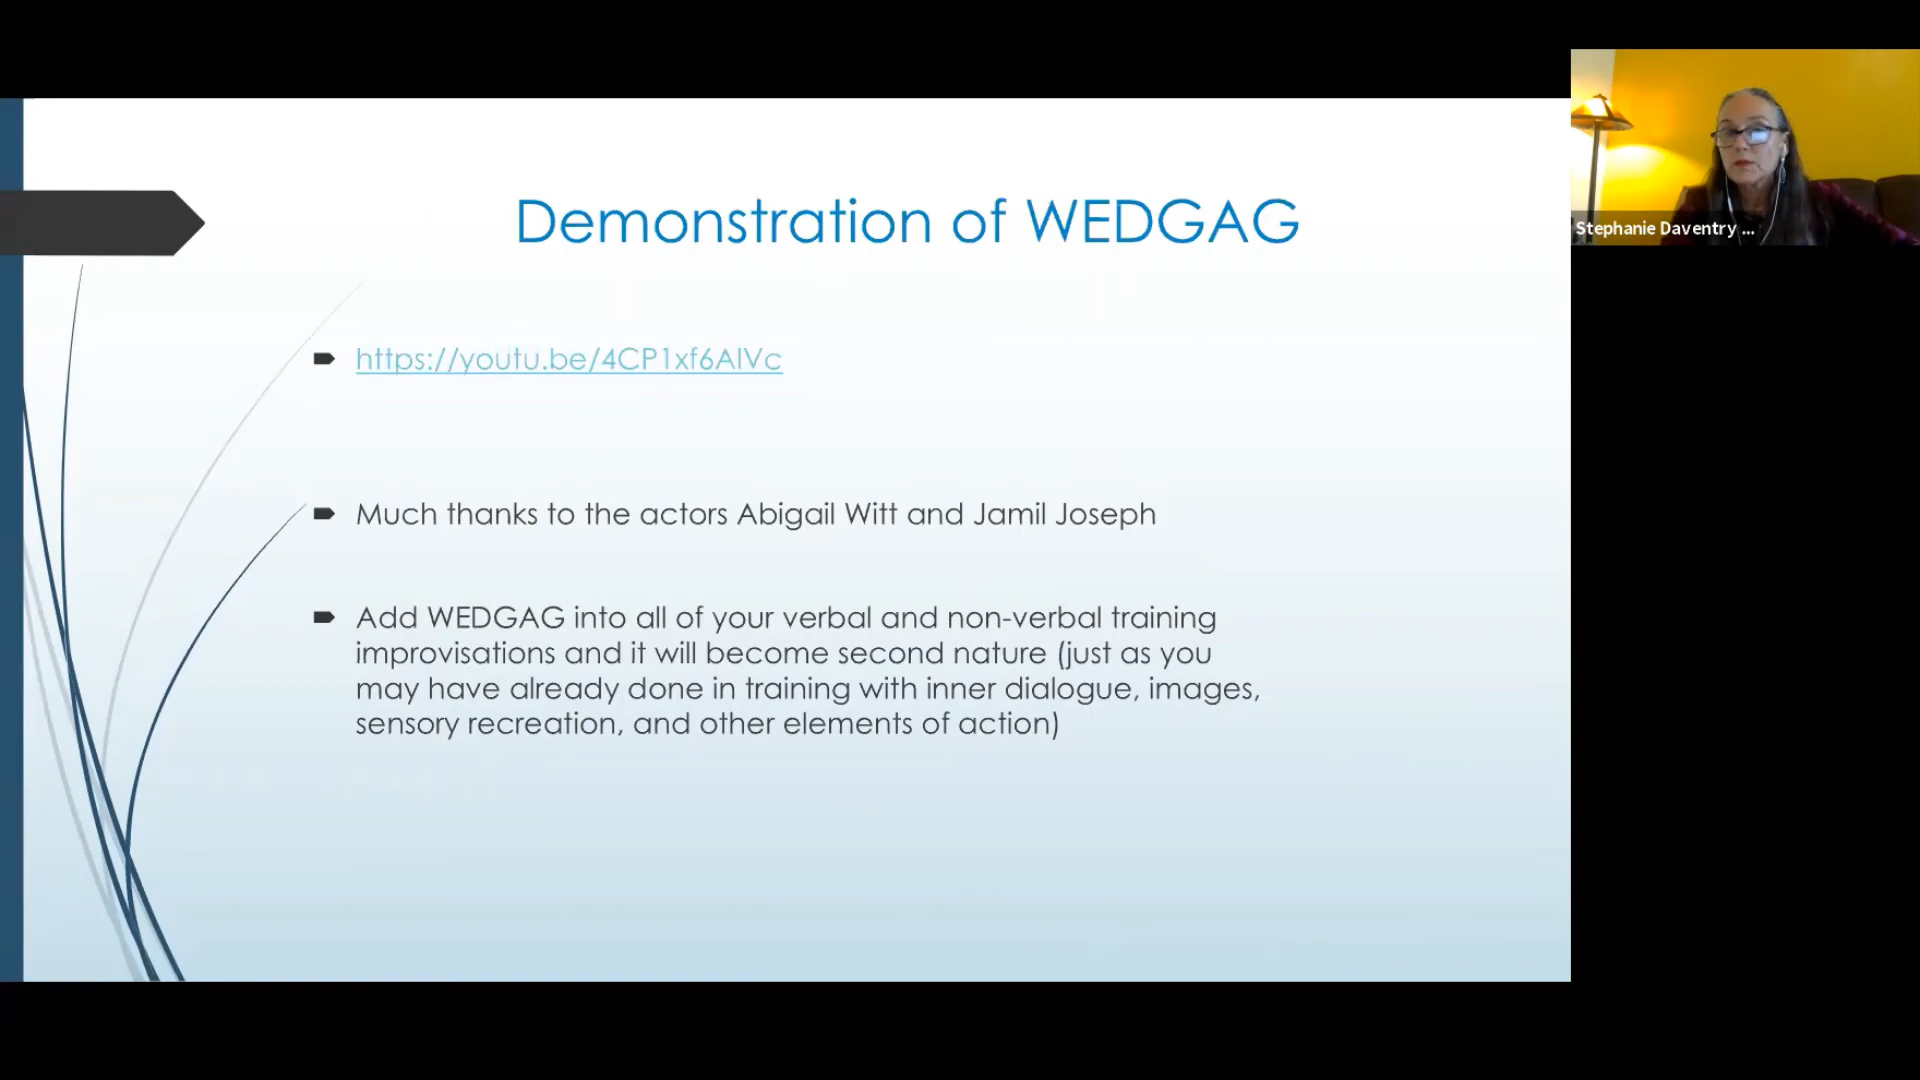 Demonstration of WEDGAG
https://youtu.be/4CP1xf6AlVc
Much thanks to the actors Abigail Witt and Jamil Joseph
Add WEDGAG into all of your verbal and non-verbal training
improvisations and it will become second nature (just as you
may have already done in training with inner dialogue, images,
sensory recreation, and other elements of action)
Stephanie Daventry ...